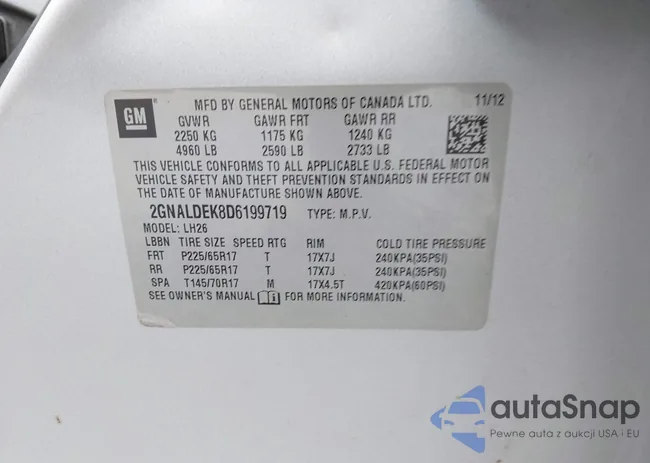 GM
MFD BY GENERAL MOTORS OF CANADA LTD. 11/12
GVWR GAWR FRT GAWR RR
2250 KG 1175 KG 1240 KG
4960 LB 2590 LB 2733 LB
THIS VEHICLE CONFORMS TO ALL APPLICABLE U.S. FEDERAL MOTOR
VEHICLE SAFETY AND THEFT PREVENTION STANDARDS IN EFFECT ON
THE DATE OF MANUFACTURE SHOWN ABOVE.
2GNALDEK8D6199719 TYPE: M.P.V.
MODEL: LH26
LBBN TIRE SIZE SPEED RTG RIM COLD TIRE PRESSURE
FRT P225/65R17 T 17X7J 240KPA(35PSI)
RR P225/65R17 T 17X7J 240KPA(35PSI)
SPA T145/70R17 M 17X4.5T 420KPA(60PSI)
SEE OWNER'S MANUAL FOR MORE INFORMATION.
autoSnap
Pewne auta z aukcji USA i EU